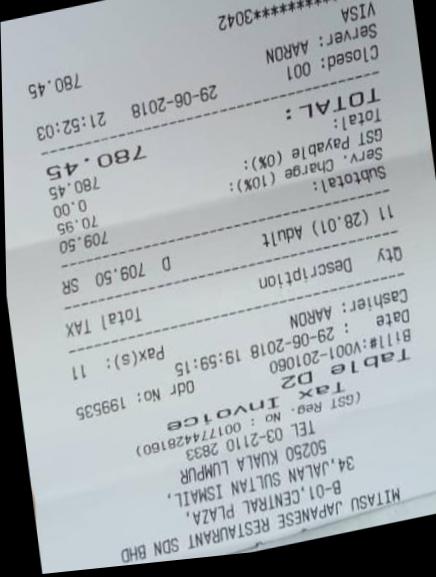 MITASU JAPANESE RESTAURANT SDN BHD
B-01,CENTRAL PLAZA,
34,JALAN SULTAN ISMAIL,
50250 KUALA LUMPUR
TEL 03-2110 2833
(GST Reg. No : 001774428160)
Tax Invoice
Table D2
Bill#:V001-201060 Qdr No: 199535
Date : 29-06-2018 19:59:15
Cashier: AARON Pax(s): 11
Qty Description Total TAX
11 (28.01) Adult D 709.50 SR
Subtotal: 709.50
Serv. Charge (10%): 70.95
GST Payable (0%): 0.00
Total: 780.45
TOTAL: 780.45
Closed: 001 29-06-2018 21:52:03
Server: AARON
VISA 780.45
************3042